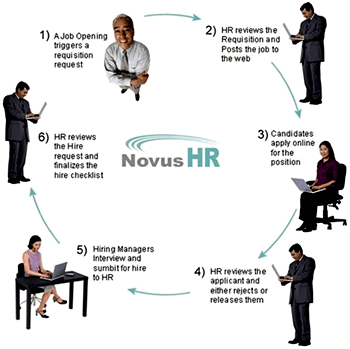 1) A Job Opening
triggers a
requisition
request
2) HR reviews the
Requisition and
Posts the job to
the web
3) Candidates
apply online
for the
position
4) HR reviews the
applicant and
either rejects or
releases them
5) Hiring Managers
Interview and
sumbit for hire
to HR
6) HR reviews
the Hire
request and
finalizes the
hire checklist
Novus HR